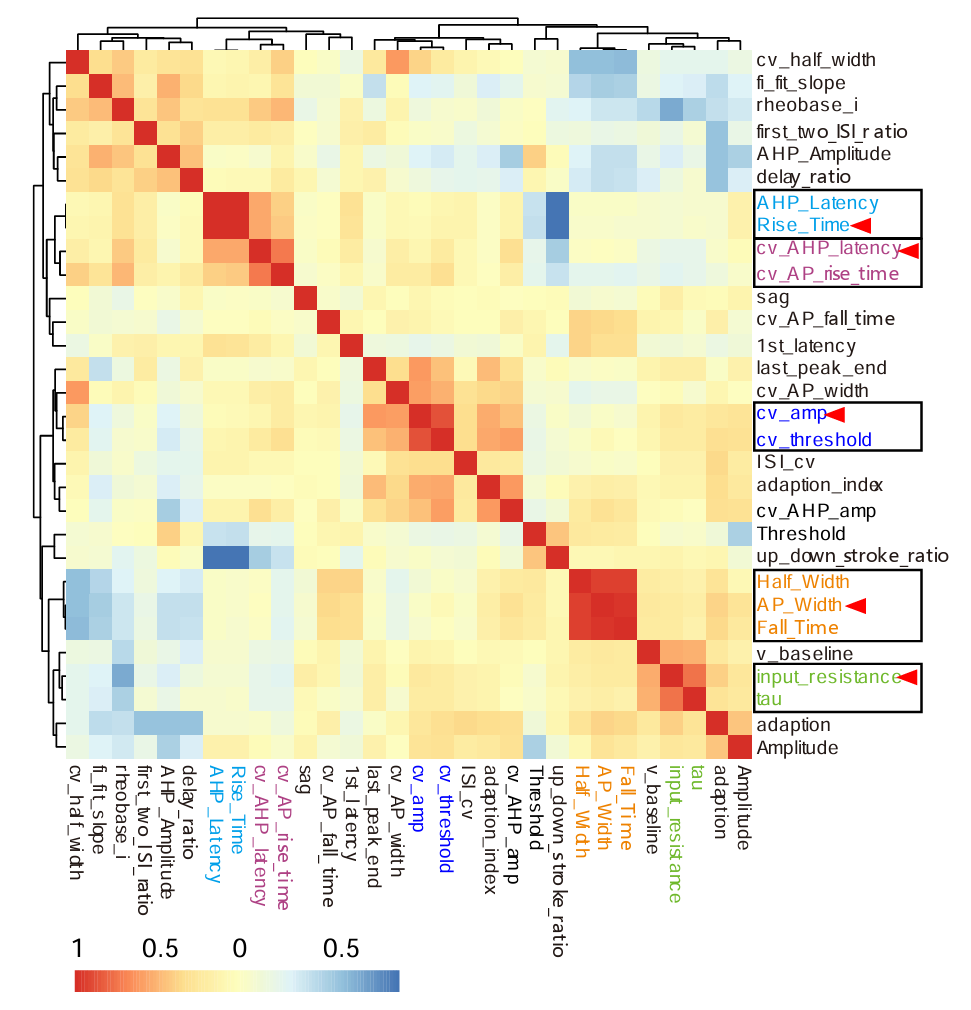 cv_half_width
fi_fit_slope
rheobase_i
first_two_ISI_ratio
AHP_Amplitude
delay_ratio
AHP_Latency
Rise_Time
cv_AHP_latency
cv_AP_rise_time
sag
cv_AP_fall_time
1st_latency
last_peak_end
cv_AP_width
cv_amp
cv_threshold
ISI_cv
adaption_index
cv_AHP_amp
Threshold
up_down_stroke_ratio
Half_Width
AP_Width
Fall_Time
v_baseline
input_resistance
tau
adaption
Amplitude
cv_half_width
fi_fit_slope
rheobase_i
first_two_ISI_ratio
AHP_Amplitude
delay_ratio
AHP_Latency
Rise_Time
cv_AHP_latency
cv_AP_rise_time
sag
cv_AP_fall_time
1st_latency
last_peak_end
cv_AP_width
cv_amp
cv_threshold
ISI_cv
adaption_index
cv_AHP_amp
Threshold
up_down_stroke_ratio
Half_Width
AP_Width
Fall_Time
v_baseline
input_resistance
tau
adaption
Amplitude
1 0.5 0 0.5